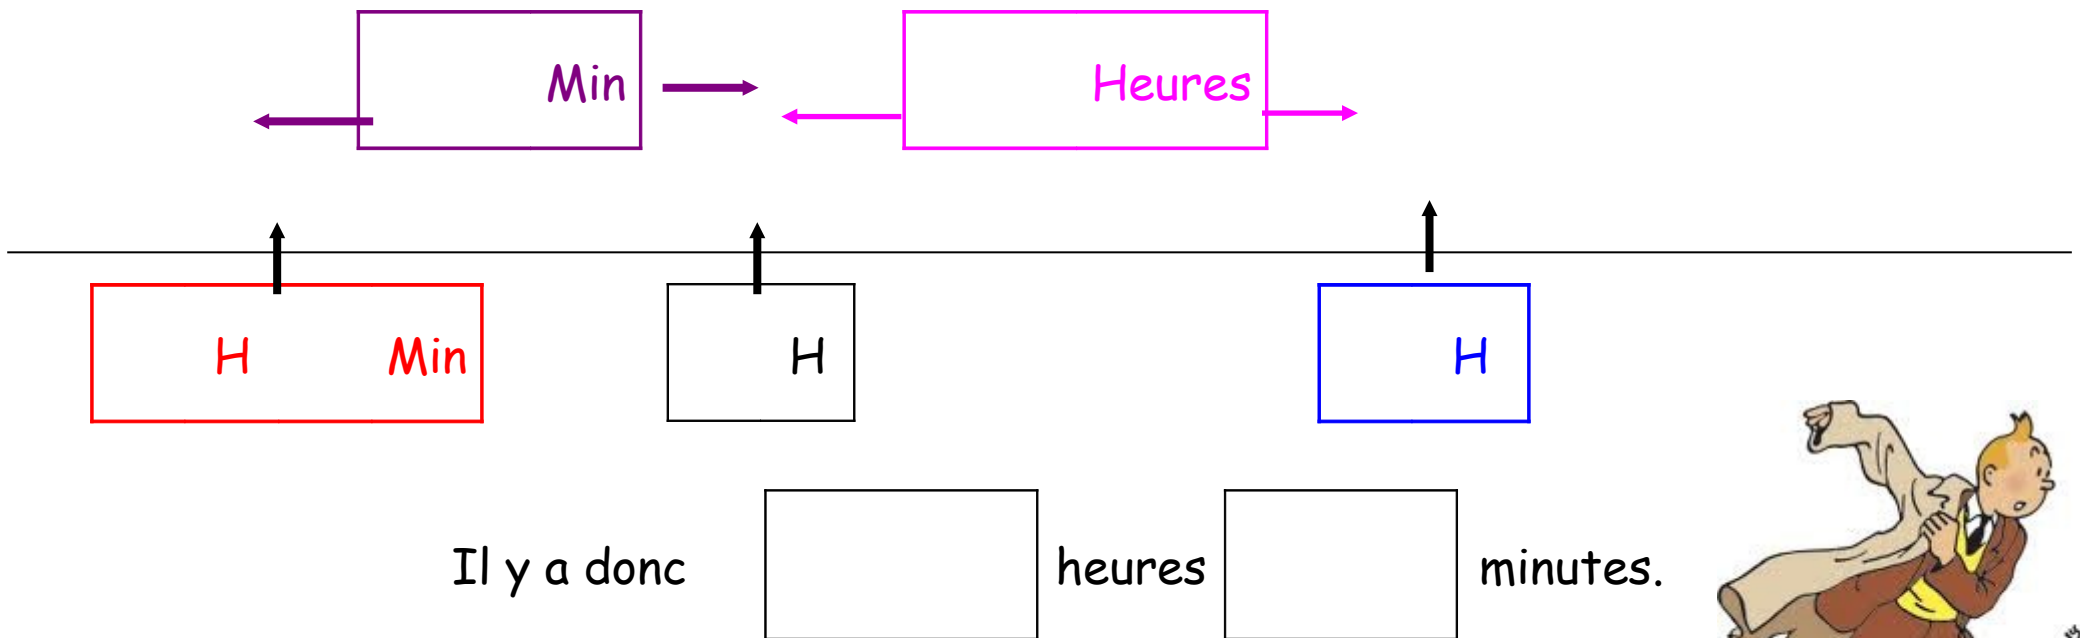 Min Heures
H Min H H
Il y a donc heures minutes.